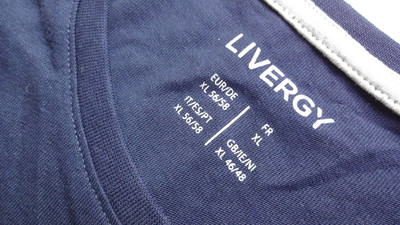 LIVERGY
EUR/DE
XL 56/58
FR
XL
IT/ES/PT
XL 56/58
GB/IE/NI
XL 46/48